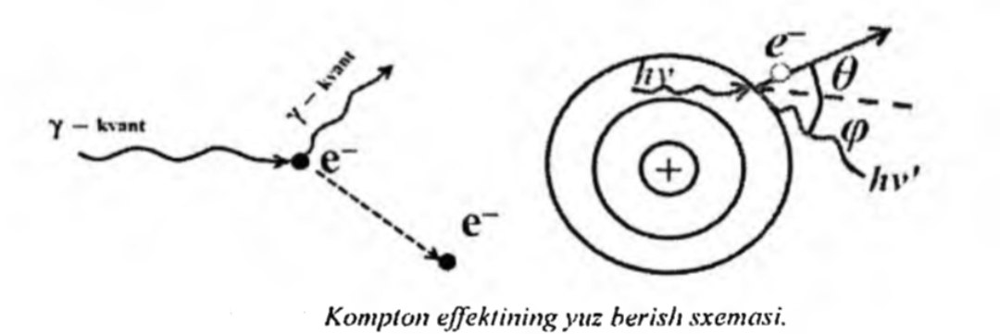 γ – kvant
γ – kvant
e⁻
e⁻
hν
e⁻
θ
φ
hν'
+
Kompton effektining yuz berish sxemasi.